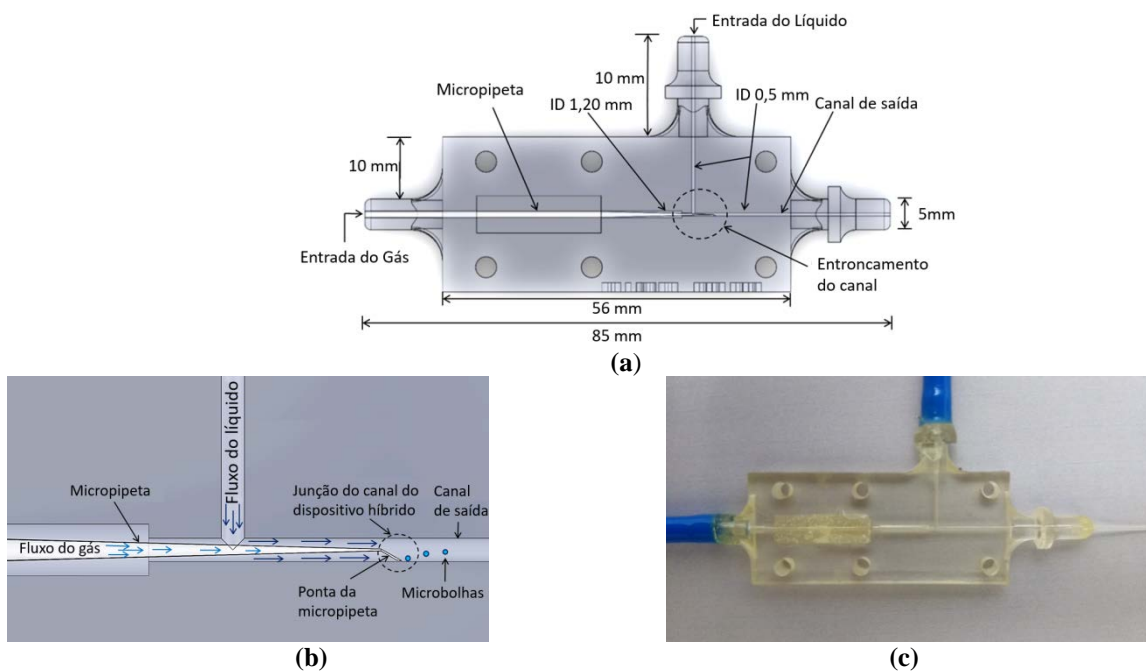 Entrada do Líquido
10 mm
Micropipeta
ID 1,20 mm
ID 0,5 mm
Canal de saída
10 mm
5mm
Entrada do Gás
Entroncamento
do canal
56 mm
85 mm
(a)
Fluxo do líquido
Micropipeta
Junção do canal do
dispositivo híbrido
Canal
de saída
Fluxo do gás
Ponta da
micropipeta
Microbolhas
(b)
(c)